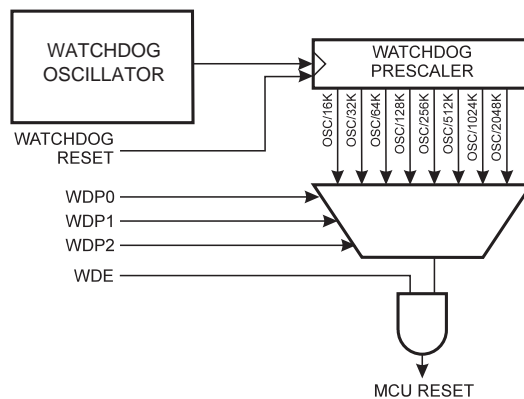 WATCHDOG
OSCILLATOR
WATCHDOG
PRESCALER
WATCHDOG
RESET
OSC/16K
OSC/32K
OSC/64K
OSC/128K
OSC/256K
OSC/512K
OSC/1024K
OSC/2048K
WDP0
WDP1
WDP2
WDE
MCU RESET